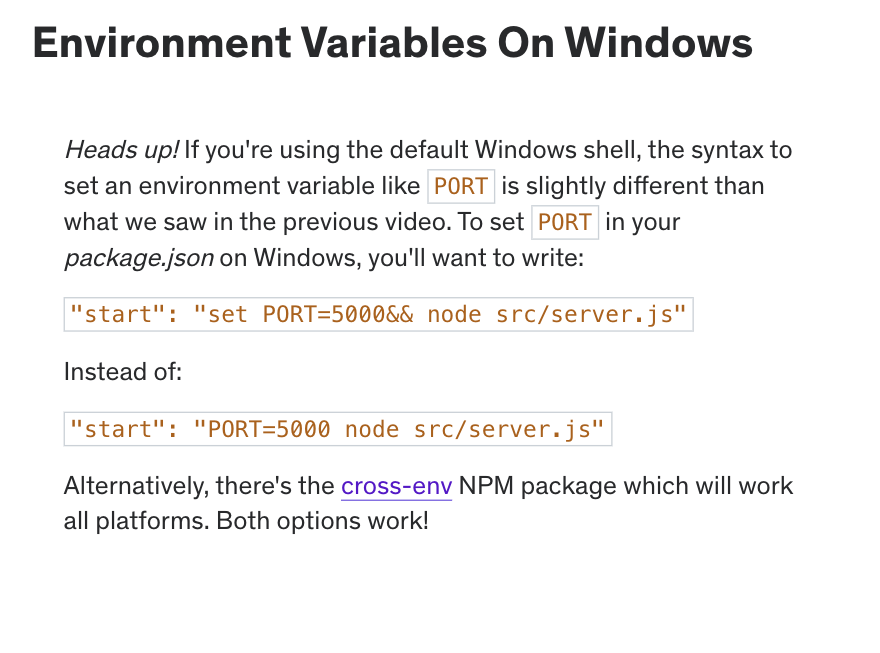 Environment Variables On Windows
Heads up! If you're using the default Windows shell, the syntax to
set an environment variable like PORT is slightly different than
what we saw in the previous video. To set PORT in your
package.json on Windows, you'll want to write:
"start": "set PORT=5000&& node src/server.js"
Instead of:
"start": "PORT=5000 node src/server.js"
Alternatively, there's the cross-env NPM package which will work
all platforms. Both options work!